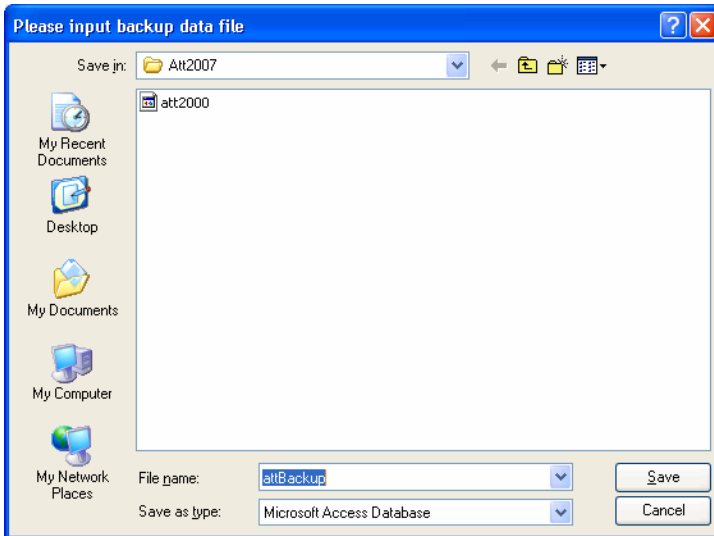 Please input backup data file
Save in: Att2007
att2000
My Recent
Documents
Desktop
My Documents
My Computer
My Network
Places
File name: attBackup Save
Save as type: Microsoft Access Database Cancel